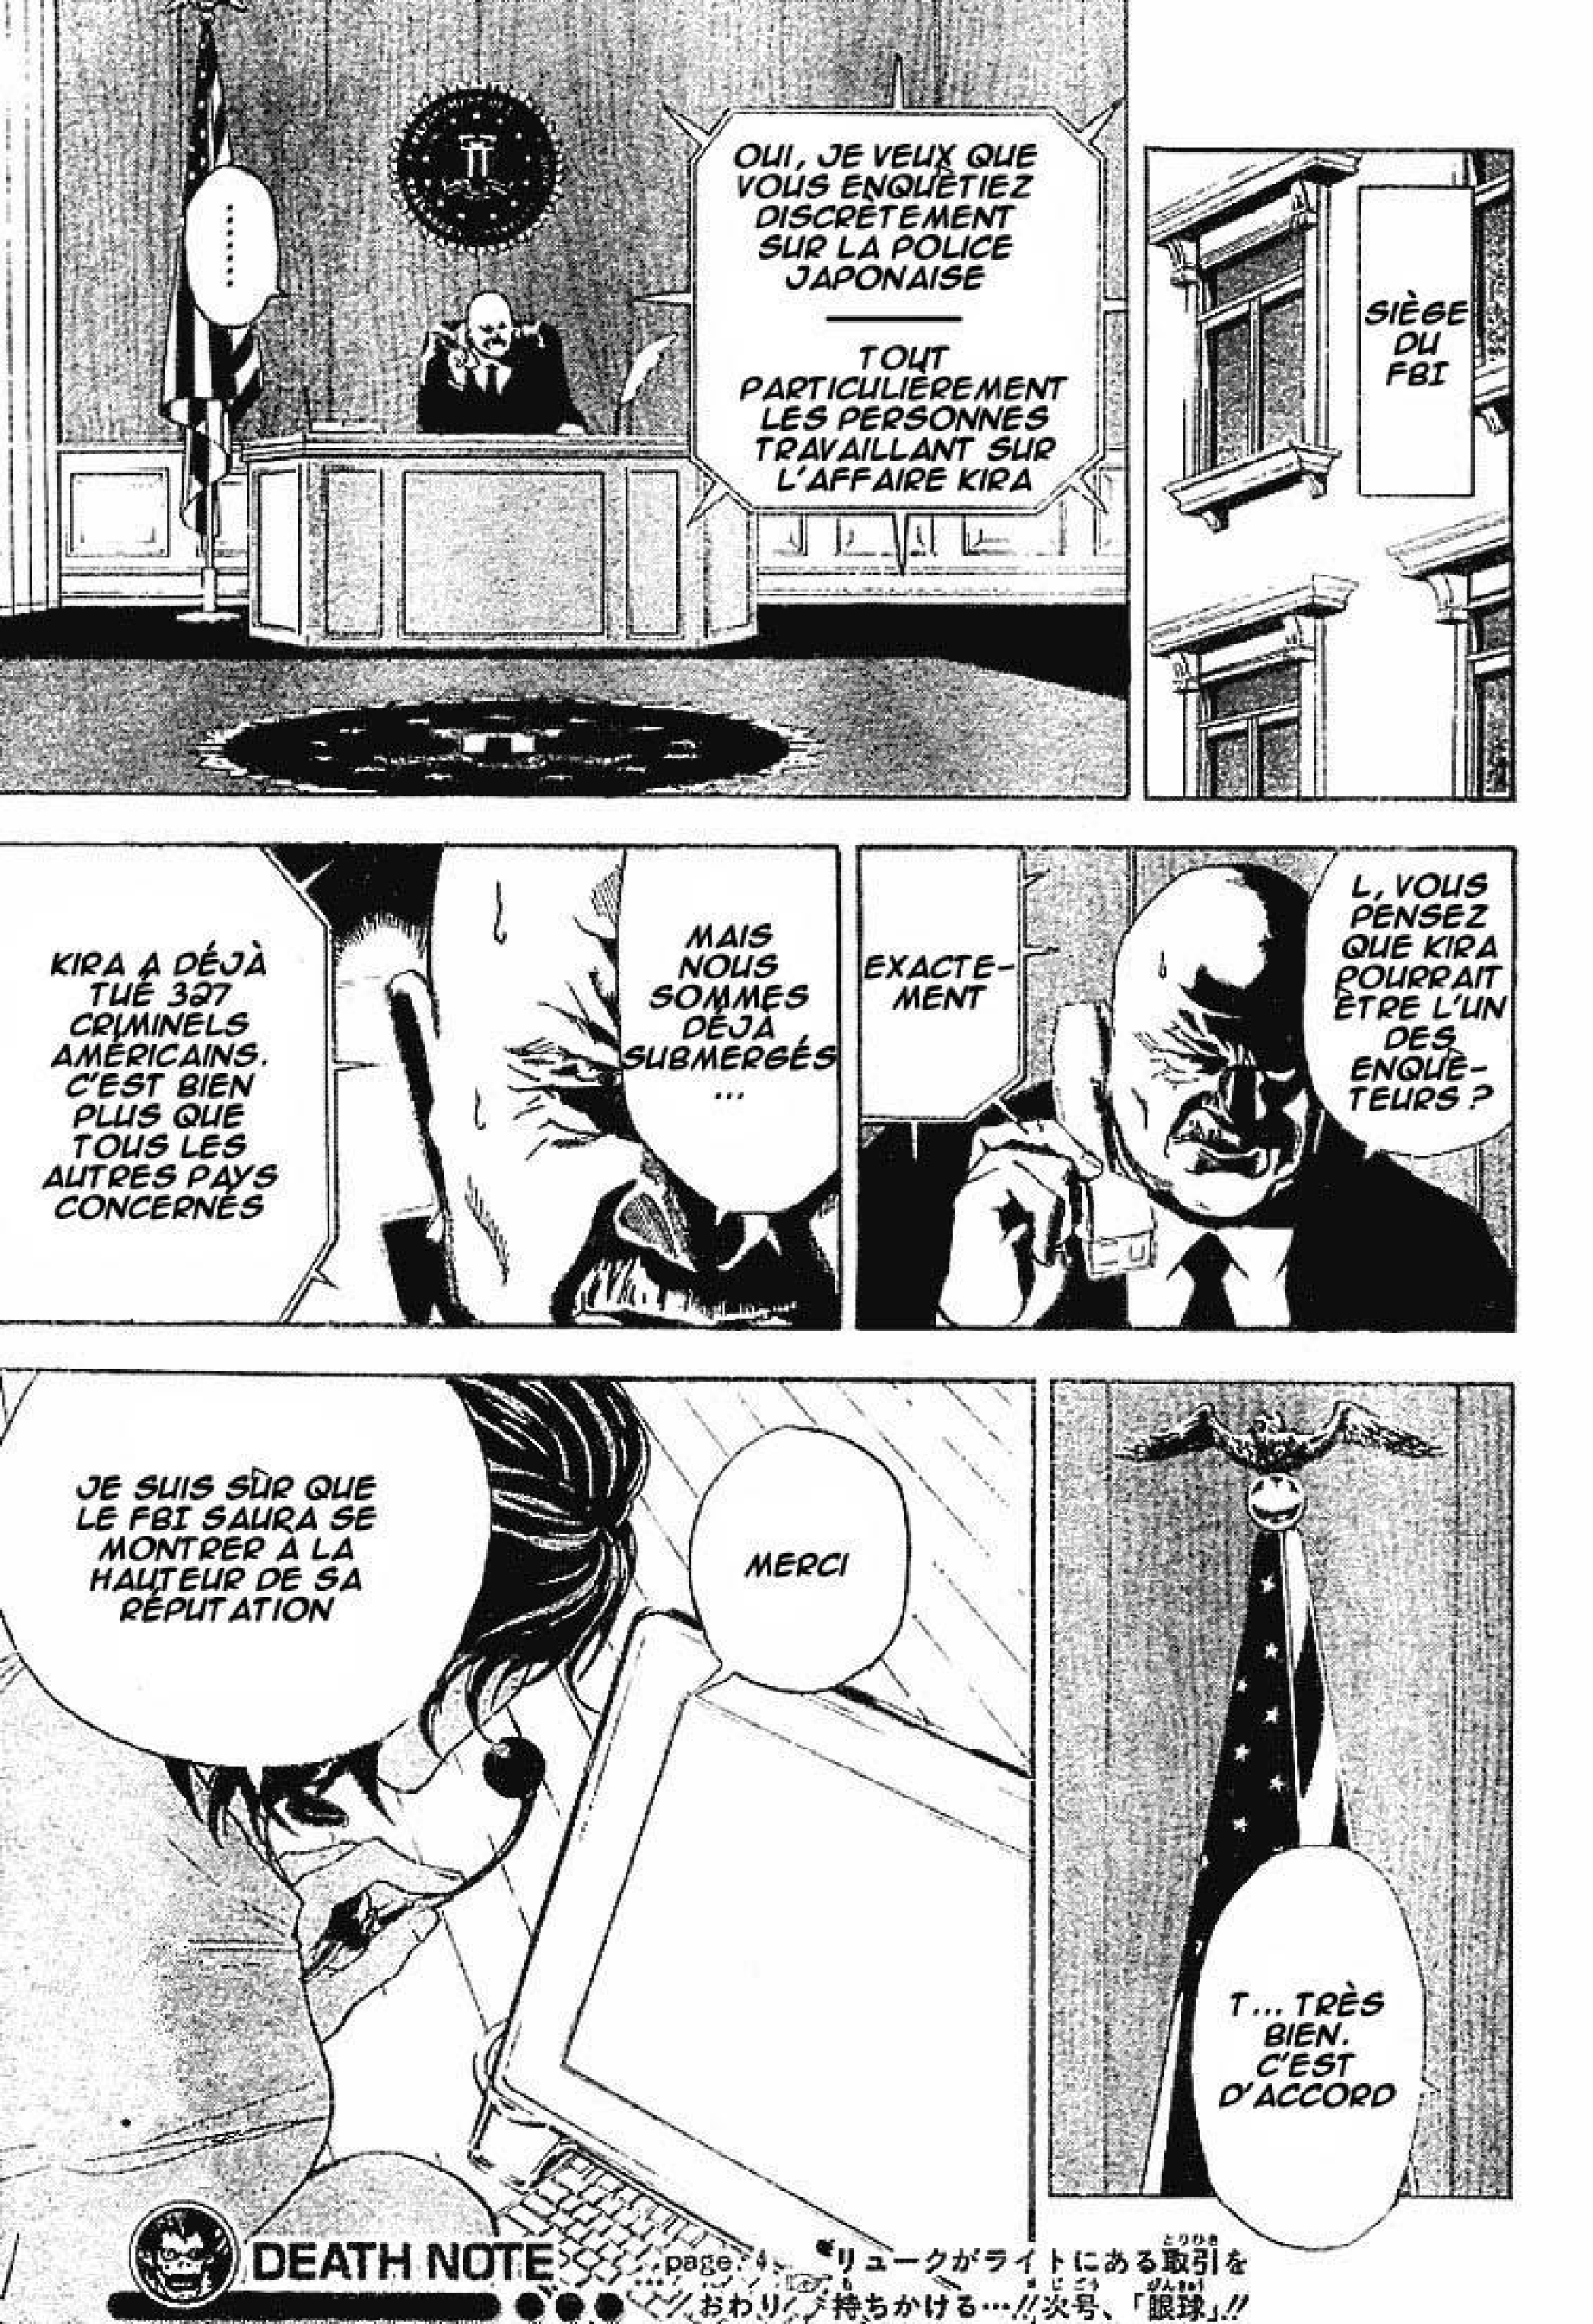 SIÈGE
DU
FBI
OUI, JE VEUX QUE
VOUS ENQUÊTIEZ
DISCRÈTEMENT
SUR LA POLICE
JAPONAISE
TOUT
PARTICULIÈREMENT
LES PERSONNES
TRAVAILLANT SUR
L'AFFAIRE KIRA
.......
L, VOUS
PENSEZ
QUE KIRA
POURRAIT
ÊTRE L'UN
DES
ENQUÊ-
TEURS ?
EXACTE-
MENT
MAIS
NOUS
SOMMES
DÉJÀ
SUBMERGÉS
...
KIRA A DÉJÀ
TUÉ 327
CRIMINELS
AMÉRICAINS.
C'EST BIEN
PLUS QUE
TOUS LES
AUTRES PAYS
CONCERNÉS
T... TRÈS
BIEN.
C'EST
D'ACCORD
MERCI
JE SUIS SÛR QUE
LE FBI SAURA SE
MONTRER À LA
HAUTEUR DE SA
RÉPUTATION
DEATH NOTE
page. 4
おわり
リュークがライトにある取引を
持ちかける…!!次号、「眼球」!!